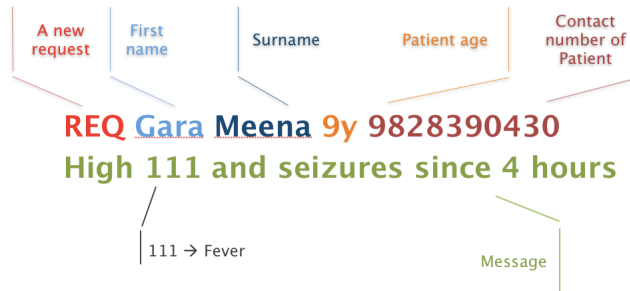 A new
request
First
name
Surname
Patient age
Contact
number of
Patient
REQ Gara Meena 9y 9828390430
High 111 and seizures since 4 hours
111 → Fever
Message